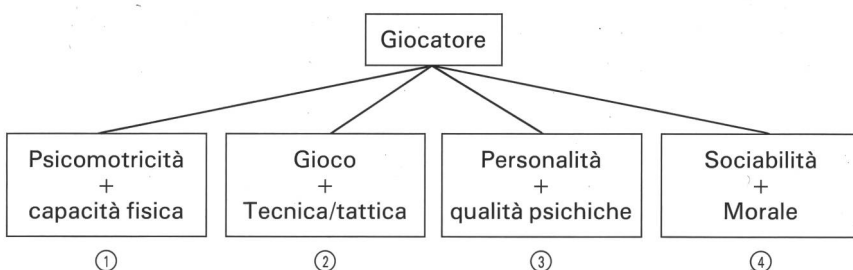 Giocatore
Psicomotricità
+
capacità fisica
Gioco
+
Tecnica/tattica
Personalità
+
qualità psichiche
Sociabilità
+
Morale
①
②
③
④